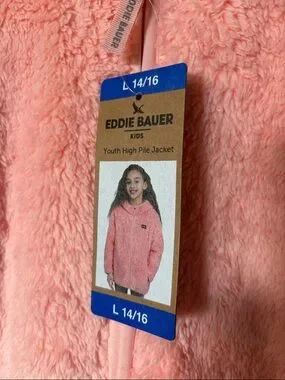 EDDIE BAUER
L 14/16
EDDIE BAUER
KIDS
Youth High Pile Jacket
L 14/16